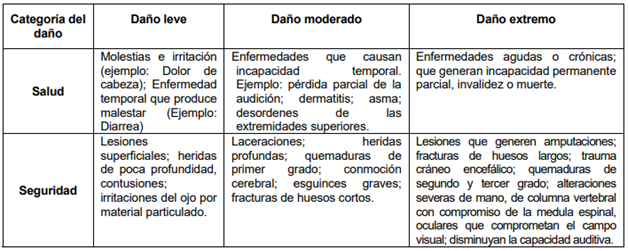 Categoría del
daño
Daño leve
Daño moderado
Daño extremo
Salud
Molestias e irritación
(ejemplo: Dolor de
cabeza); Enfermedad
temporal que produce
malestar (Ejemplo:
Diarrea)
Enfermedades que causan
incapacidad temporal.
Ejemplo: pérdida parcial de la
audición; dermatitis; asma;
desordenes de las
extremidades superiores.
Enfermedades agudas o crónicas;
que generan incapacidad permanente
parcial, invalidez o muerte.
Seguridad
Lesiones
superficiales; heridas
de poca profundidad,
contusiones;
irritaciones del ojo por
material particulado.
Laceraciones; heridas
profundas; quemaduras de
primer grado; conmoción
cerebral; esguinces graves;
fracturas de huesos cortos.
Lesiones que generen amputaciones;
fracturas de huesos largos; trauma
cráneo encefálico; quemaduras de
segundo y tercer grado; alteraciones
severas de mano, de columna vertebral
con compromiso de la medula espinal,
oculares que comprometan el campo
visual; disminuyan la capacidad auditiva.